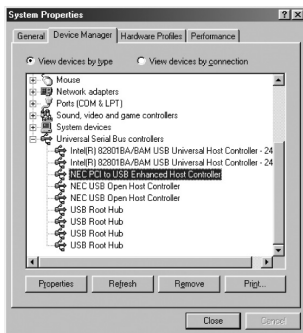 System Properties
General Device Manager Hardware Profiles Performance
View devices by type View devices by connection
Mouse
Network adapters
Ports (COM & LPT)
Sound, video and game controllers
System devices
Universal Serial Bus controllers
Intel(R) 82801BA/BAM USB Universal Host Controller - 24
Intel(R) 82801BA/BAM USB Universal Host Controller - 24
NEC PCI to USB Enhanced Host Controller
NEC USB Open Host Controller
NEC USB Open Host Controller
USB Root Hub
USB Root Hub
USB Root Hub
USB Root Hub
Properties Refresh Remove Print...
Close Cancel